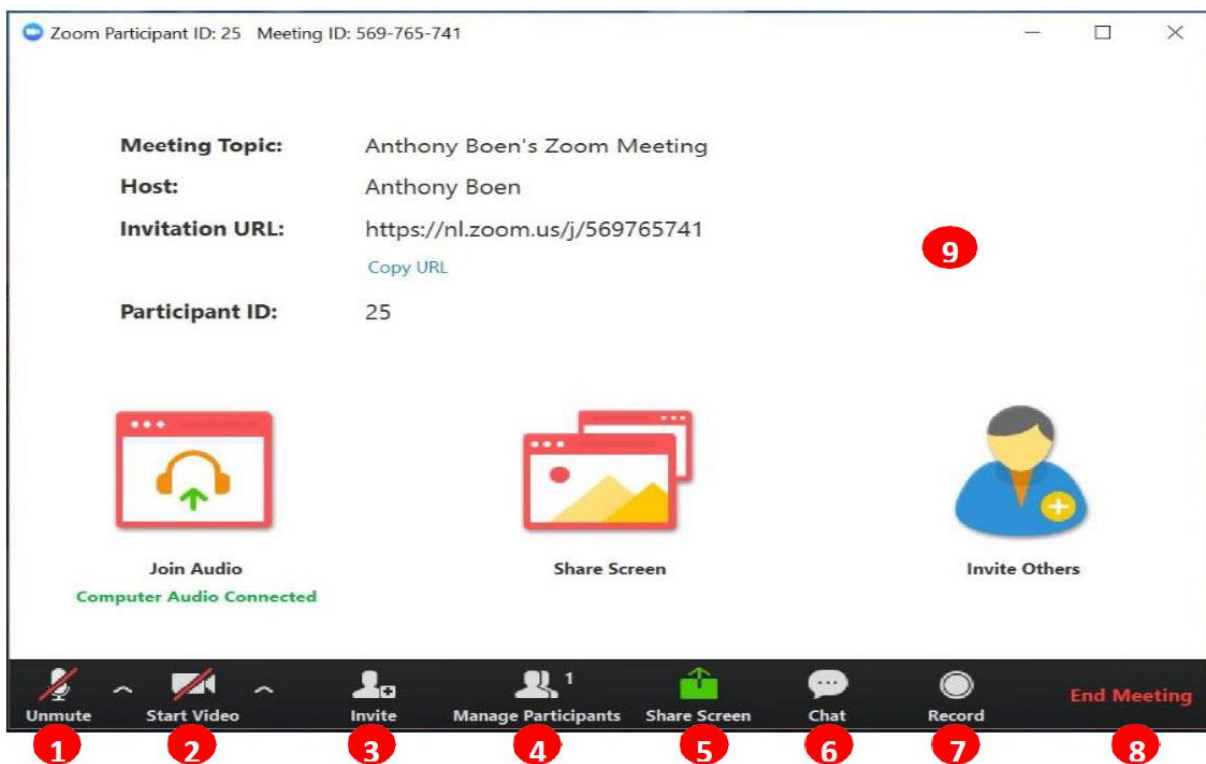 Zoom Participant ID: 25 Meeting ID: 569-765-741
Meeting Topic: Anthony Boen's Zoom Meeting
Host: Anthony Boen
Invitation URL: https://nl.zoom.us/j/569765741
Copy URL
9
Participant ID: 25
Join Audio Share Screen Invite Others
Computer Audio Connected
1
Unmute Start Video Invite Manage Participants Share Screen Chat Record End Meeting
1 2 3 4 5 6 7 8